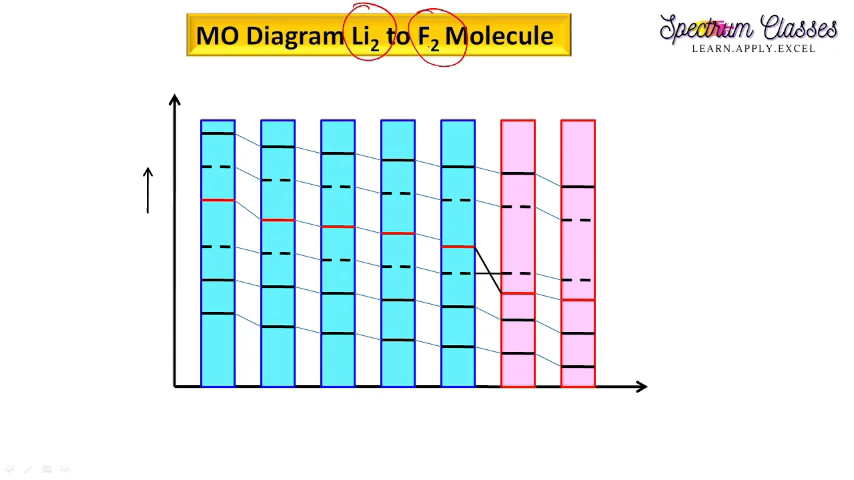 MO Diagram Li2 to F2 Molecule
Spectrum Classes
LEARN.APPLY.EXCEL